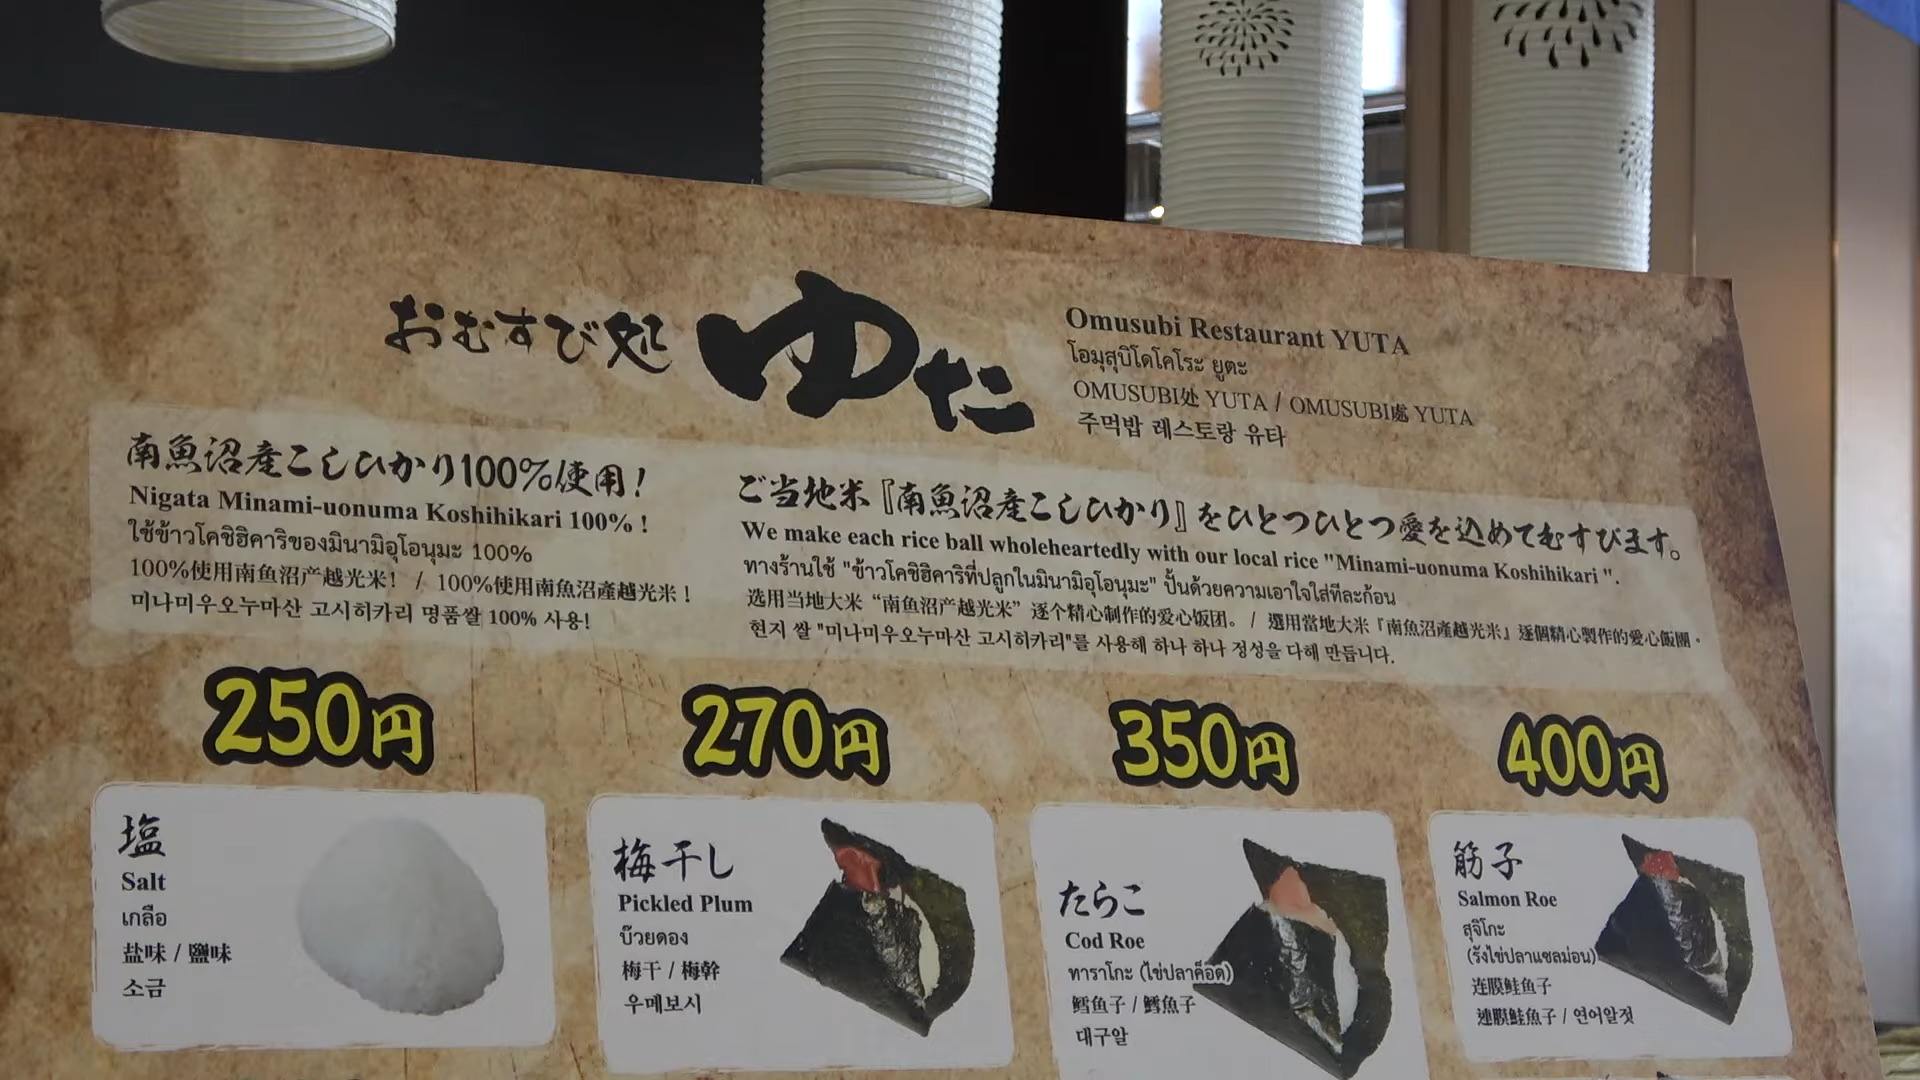 おむすび処 ゆた
Omusubi Restaurant YUTA
โอมุสุบิโดโคโระ ยูตะ
OMUSUBI处 YUTA / OMUSUBI處 YUTA
주먹밥 레스토랑 유타
南魚沼産こしひかり100%使用!
Nigata Minami-uonuma Koshihikari 100% !
ใช้ข้าวโคชิฮิคาริของมินามิอุโอนุมะ 100%
100%使用南鱼沼产越光米! / 100%使用南魚沼產越光米!
미나미우오누마산 고시히카리 명품쌀 100% 사용!
ご当地米『南魚沼産こしひかり』をひとつひとつ愛を込めてむすびます。
We make each rice ball wholeheartedly with our local rice "Minami-uonuma Koshihikari ".
ทางร้านใช้ "ข้าวโคชิฮิคาริที่ปลูกในมินามิอุโอนุมะ" ปั้นด้วยความเอาใจใส่ทีละก้อน
选用当地大米“南鱼沼产越光米”逐个精心制作的爱心饭团。 / 選用當地大米『南魚沼產越光米』逐個精心製作的愛心飯團。
현지 쌀 "미나미우오누마산 고시히카리"를 사용해 하나 하나 정성을 다해 만듭니다.
250円
塩
Salt
เกลือ
盐味 / 鹽味
소금
270円
梅干し
Pickled Plum
บ๊วยดอง
梅干 / 梅幹
우메보시
350円
たらこ
Cod Roe
ทาราโกะ (ไข่ปลาค็อด)
鳕鱼子 / 鱈魚子
대구알
400円
筋子
Salmon Roe
สุจิโกะ
(รังไข่ปลาแซลม่อน)
连膜鲑鱼子
連膜鮭魚子 / 연어알젓